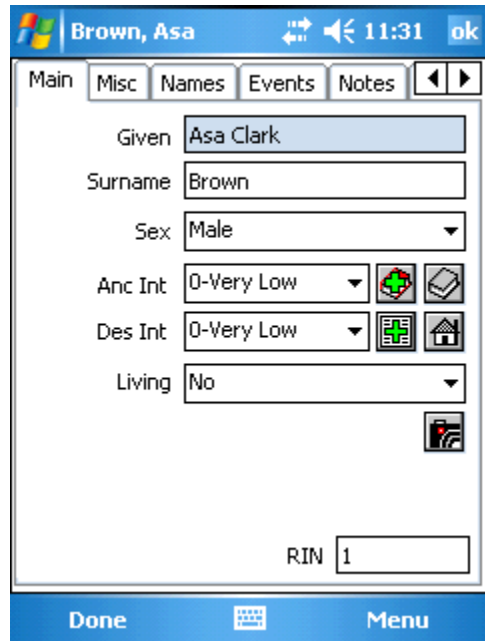 Brown, Asa 11:31 ok
Main Misc Names Events Notes
Given Asa Clark
Surname Brown
Sex Male
Anc Int 0-Very Low
Des Int 0-Very Low
Living No
RIN 1
Done Menu